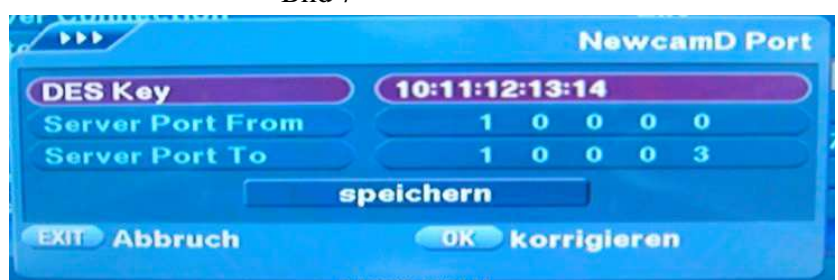 NewcamD Port
DES Key 10:11:12:13:14
Server Port From 1 0 0 0 0
Server Port To 1 0 0 0 3
speichern
EXIT Abbruch OK korrigieren